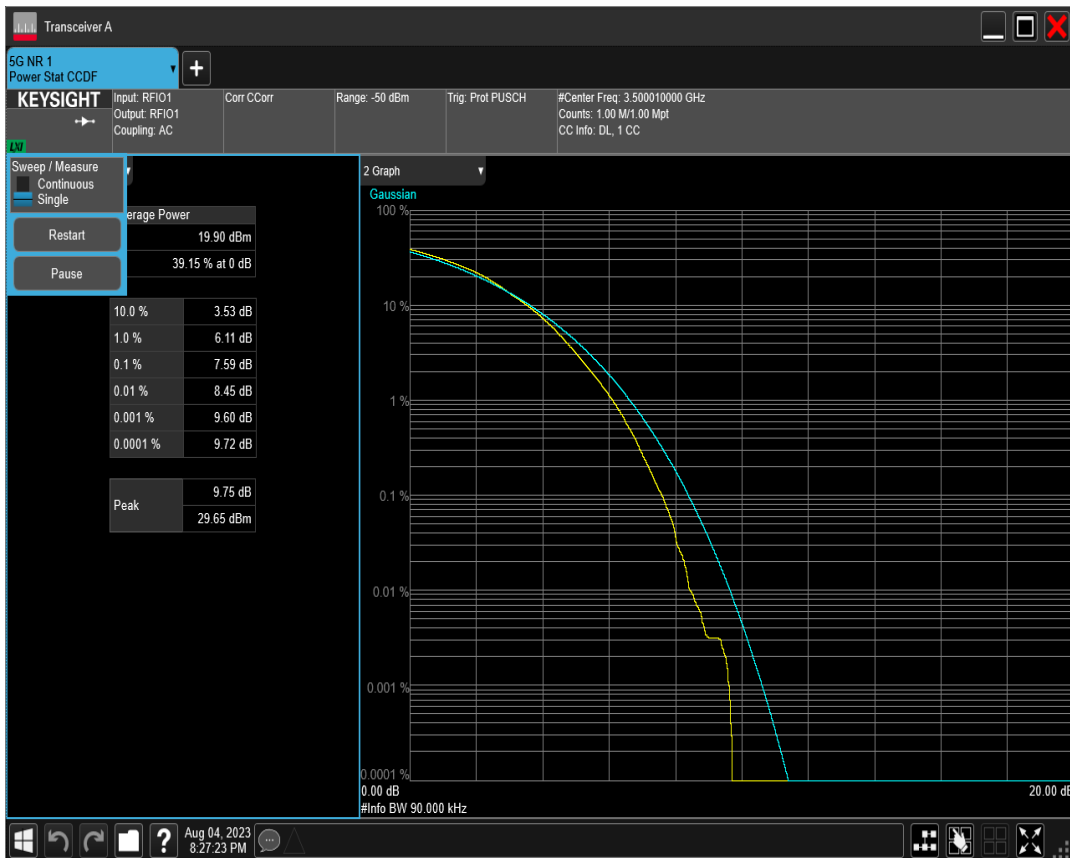 Transceiver A
5G NR 1
Power Stat CCDF
+
KEYSIGHT
LXI
Input: RFIO1
Output: RFIO1
Coupling: AC
Corr CCorr
Range: -50 dBm
Trig: Prot PUSCH
#Center Freq: 3.500010000 GHz
Counts: 1.00 M/1.00 Mpt
CC Info: DL, 1 CC
Sweep / Measure
Continuous
Single
Restart
Pause
erage Power
19.90 dBm
39.15 % at 0 dB
10.0 % 3.53 dB
1.0 % 6.11 dB
0.1 % 7.59 dB
0.01 % 8.45 dB
0.001 % 9.60 dB
0.0001 % 9.72 dB
Peak
9.75 dB
29.65 dBm
2 Graph
Gaussian
100 %
10 %
1 %
0.1 %
0.01 %
0.001 %
0.0001 %
0.00 dB
20.00 dB
#Info BW 90.000 kHz
?
Aug 04, 2023
8:27:23 PM